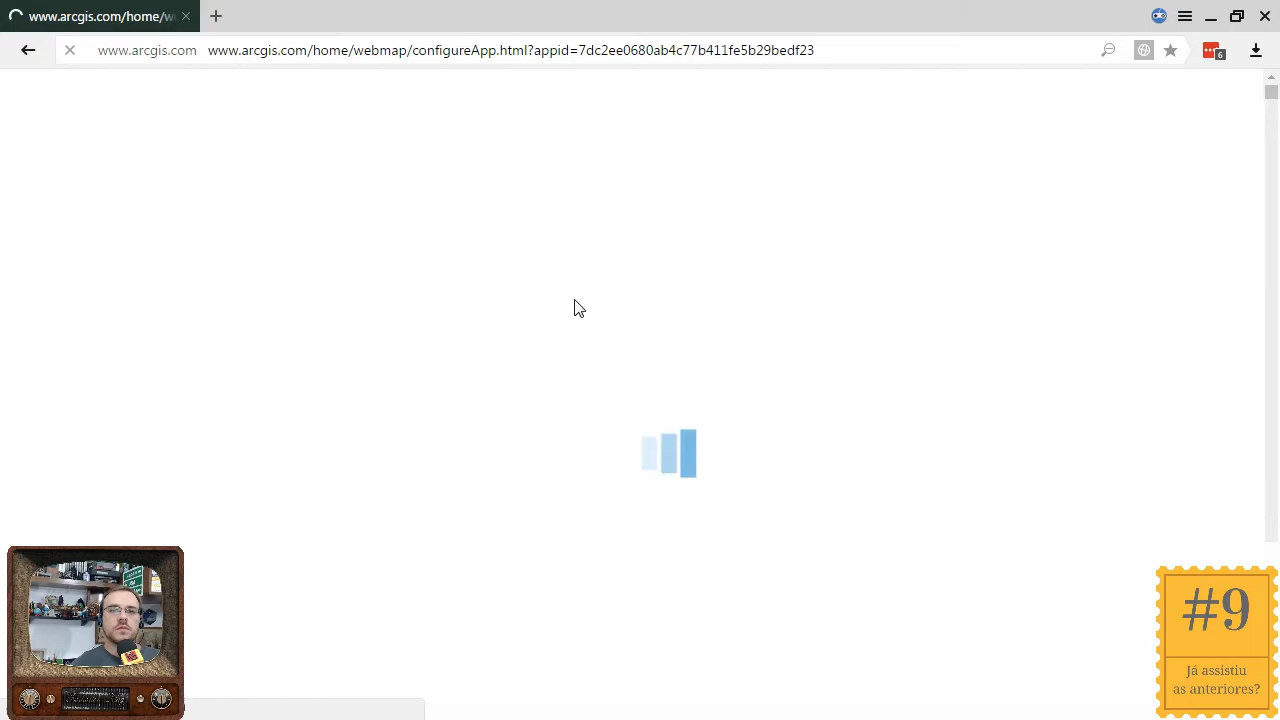 www.arcgis.com/home/w
www.arcgis.com www.arcgis.com/home/webmap/configureApp.html?appid=7dc2ee0680ab4c77b411fe5b29bedf23
6
#9
Já assistiu
as anteriores?